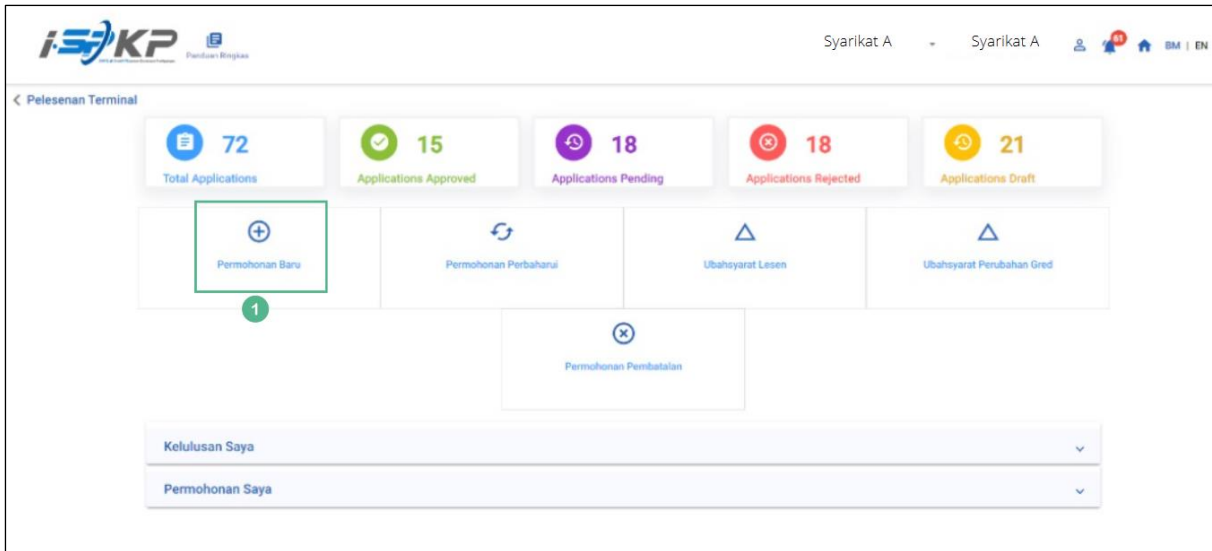 i-SPKP
Panduan Ringkas
Syarikat A - Syarikat A
61
BM | EN
Pelesenan Terminal
72
Total Applications
15
Applications Approved
18
Applications Pending
18
Applications Rejected
21
Applications Draft
Permohonan Baru
Permohonan Perbaharui
Ubahsyarat Lesen
Ubahsyarat Perubahan Gred
1
Permohonan Pembatalan
Kelulusan Saya
Permohonan Saya